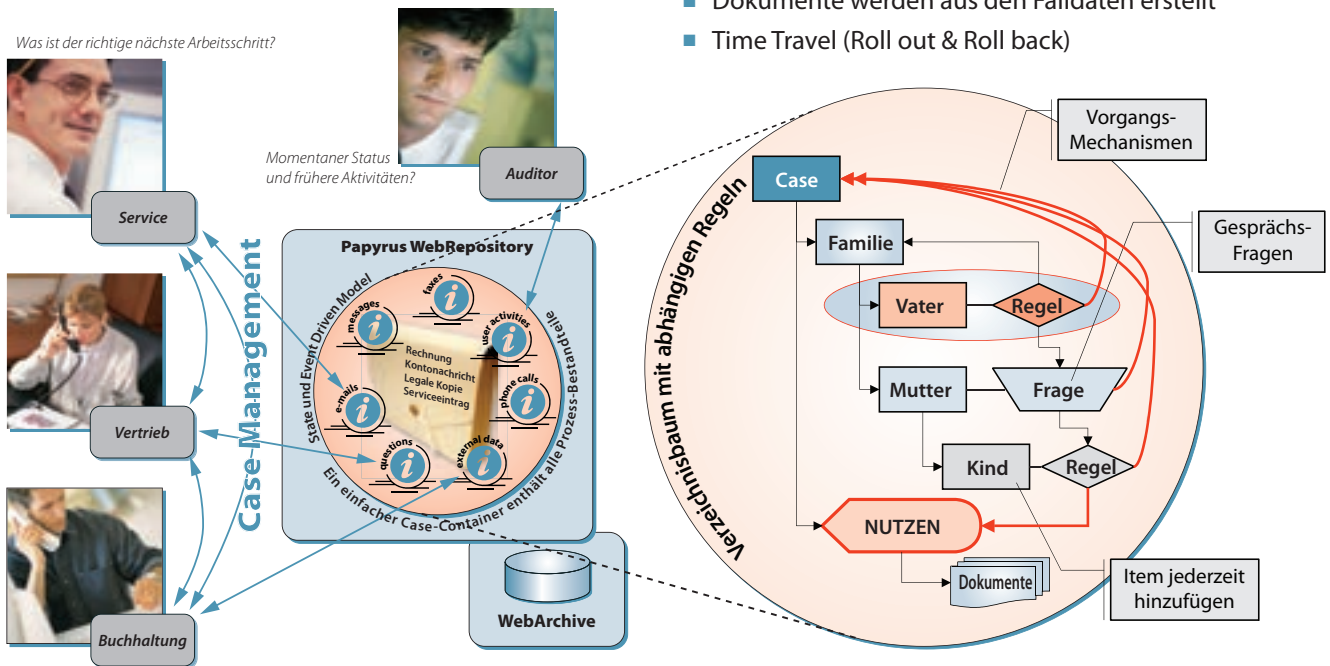 Dokumente werden aus den Falldaten erstellt
Time Travel (Roll out & Roll back)
Was ist der richtige nächste Arbeitsschritt?
Service
Momentaner Status
und frühere Aktivitäten?
Auditor
Vertrieb
Buchhaltung
Case-Management
Papyrus WebRepository
State und Event Driven Model
Ein einfacher Case-Container enthält alle Prozess-Bestandteile
faxes
messages
user activities
e-mails
phone calls
questions
external data
Rechnung
Kontonachricht
Legale Kopie
Serviceeintrag
WebArchive
Verzeichnisbaum mit abhängigen Regeln
Case
Familie
Vater
Regel
Mutter
Frage
Kind
Regel
NUTZEN
Dokumente
Vorgangs-
Mechanismen
Gesprächs-
Fragen
Item jederzeit
hinzufügen